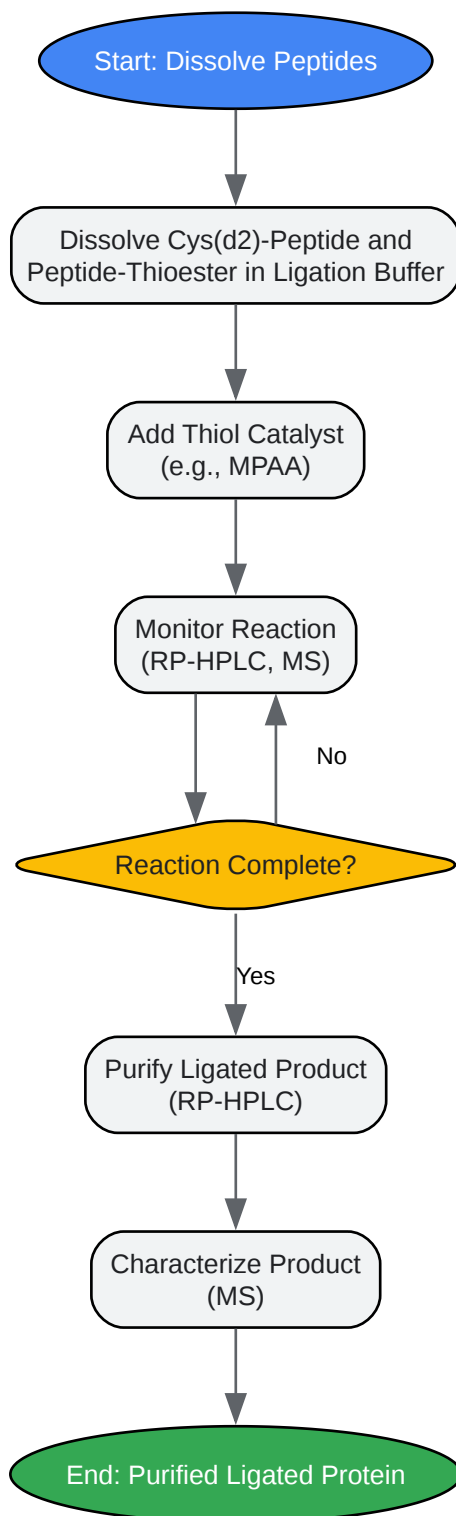 Start: Dissolve Peptides
Dissolve Cys(d2)-Peptide and
Peptide-Thioester in Ligation Buffer
Add Thiol Catalyst
(e.g., MPAA)
Monitor Reaction
(RP-HPLC, MS)
No
Reaction Complete?
Yes
Purify Ligated Product
(RP-HPLC)
Characterize Product
(MS)
End: Purified Ligated Protein